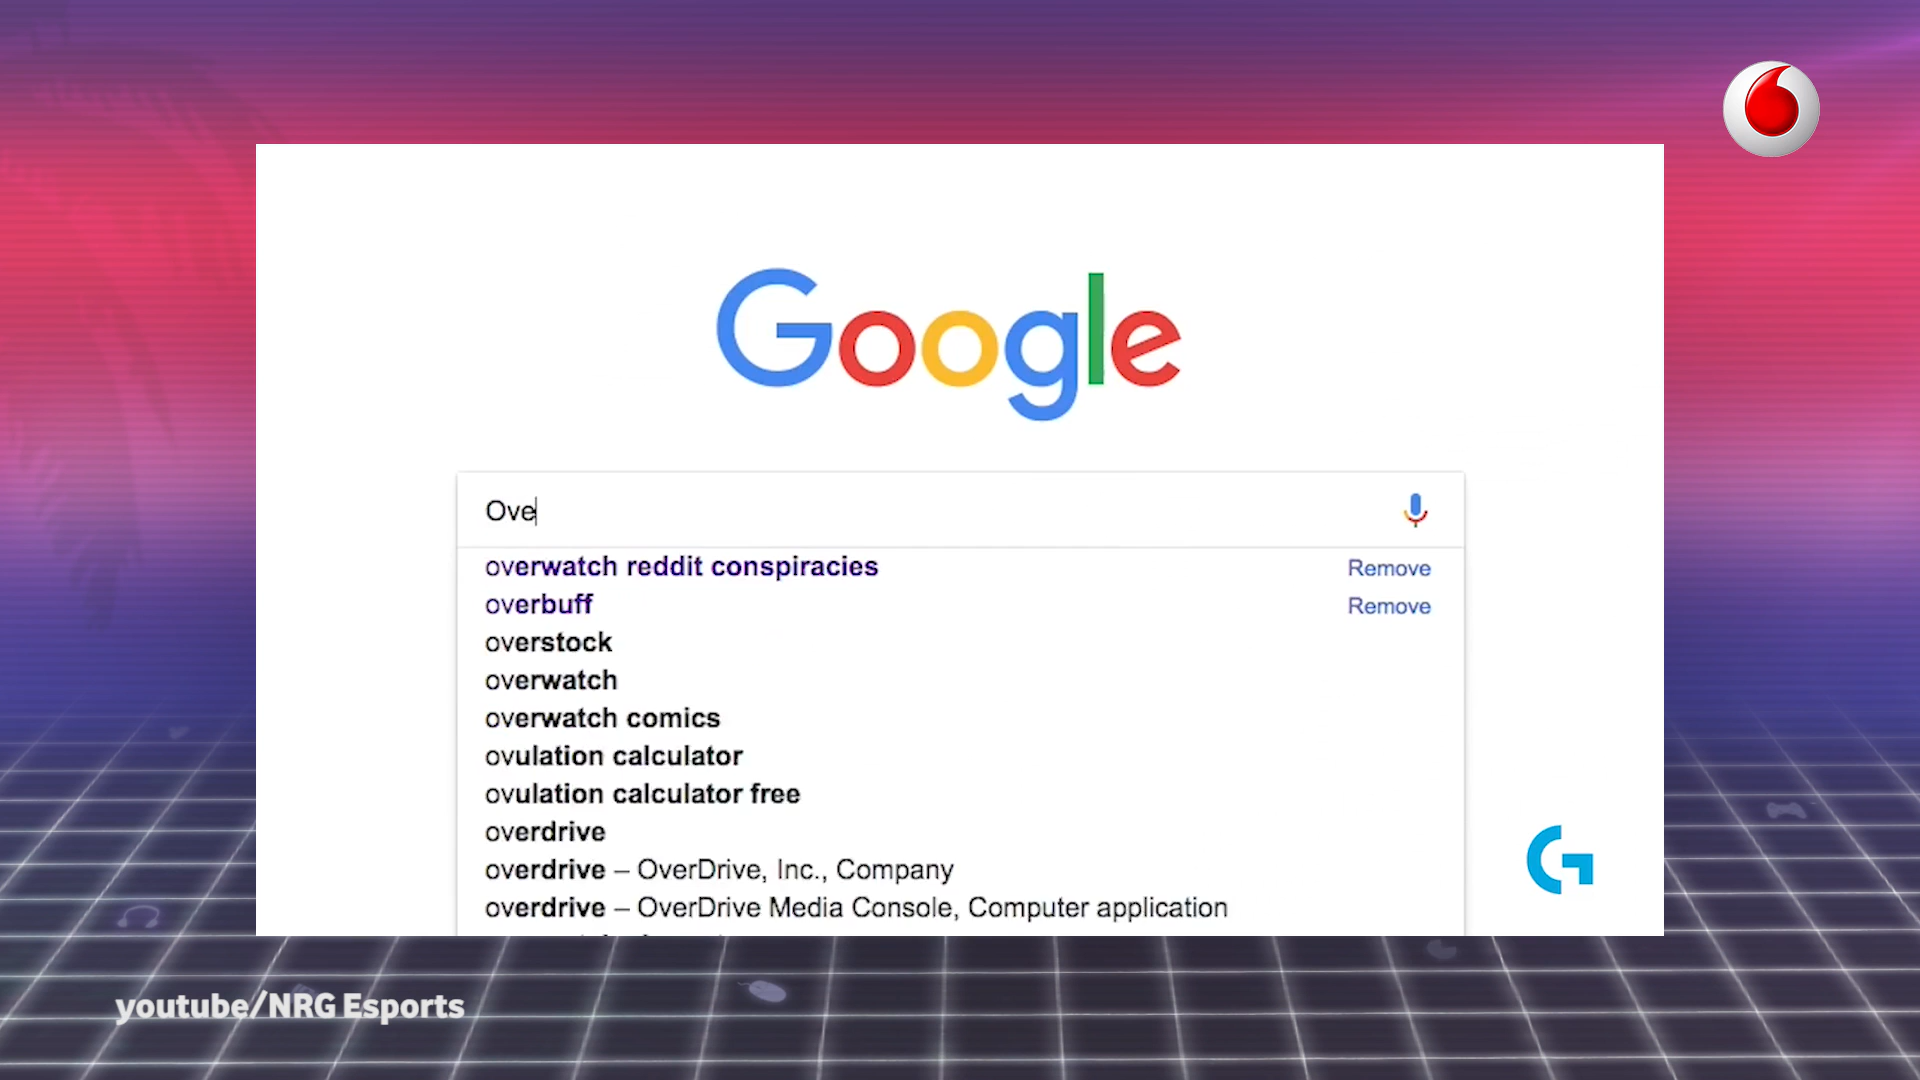 Google
Ove
overwatch reddit conspiracies Remove
overbuff Remove
overstock
overwatch
overwatch comics
ovulation calculator
ovulation calculator free
overdrive
overdrive – OverDrive, Inc., Company
overdrive – OverDrive Media Console, Computer application
youtube/NRG Esports